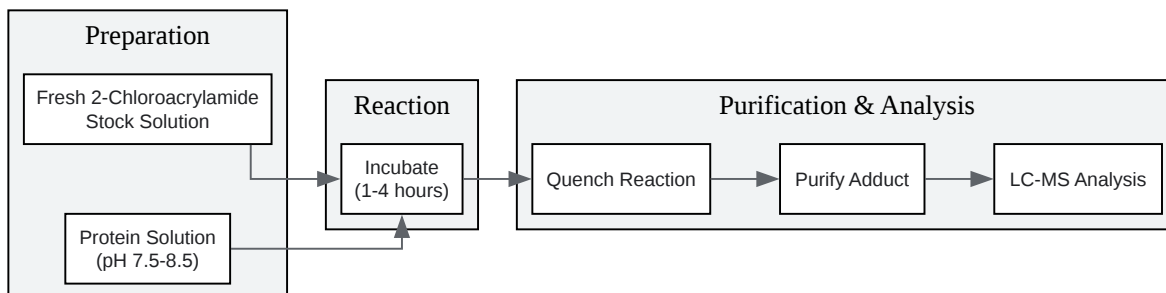 Preparation
Fresh 2-Chloroacrylamide
Stock Solution
Protein Solution
(pH 7.5-8.5)
Reaction
Incubate
(1-4 hours)
Purification & Analysis
Quench Reaction
Purify Adduct
LC-MS Analysis